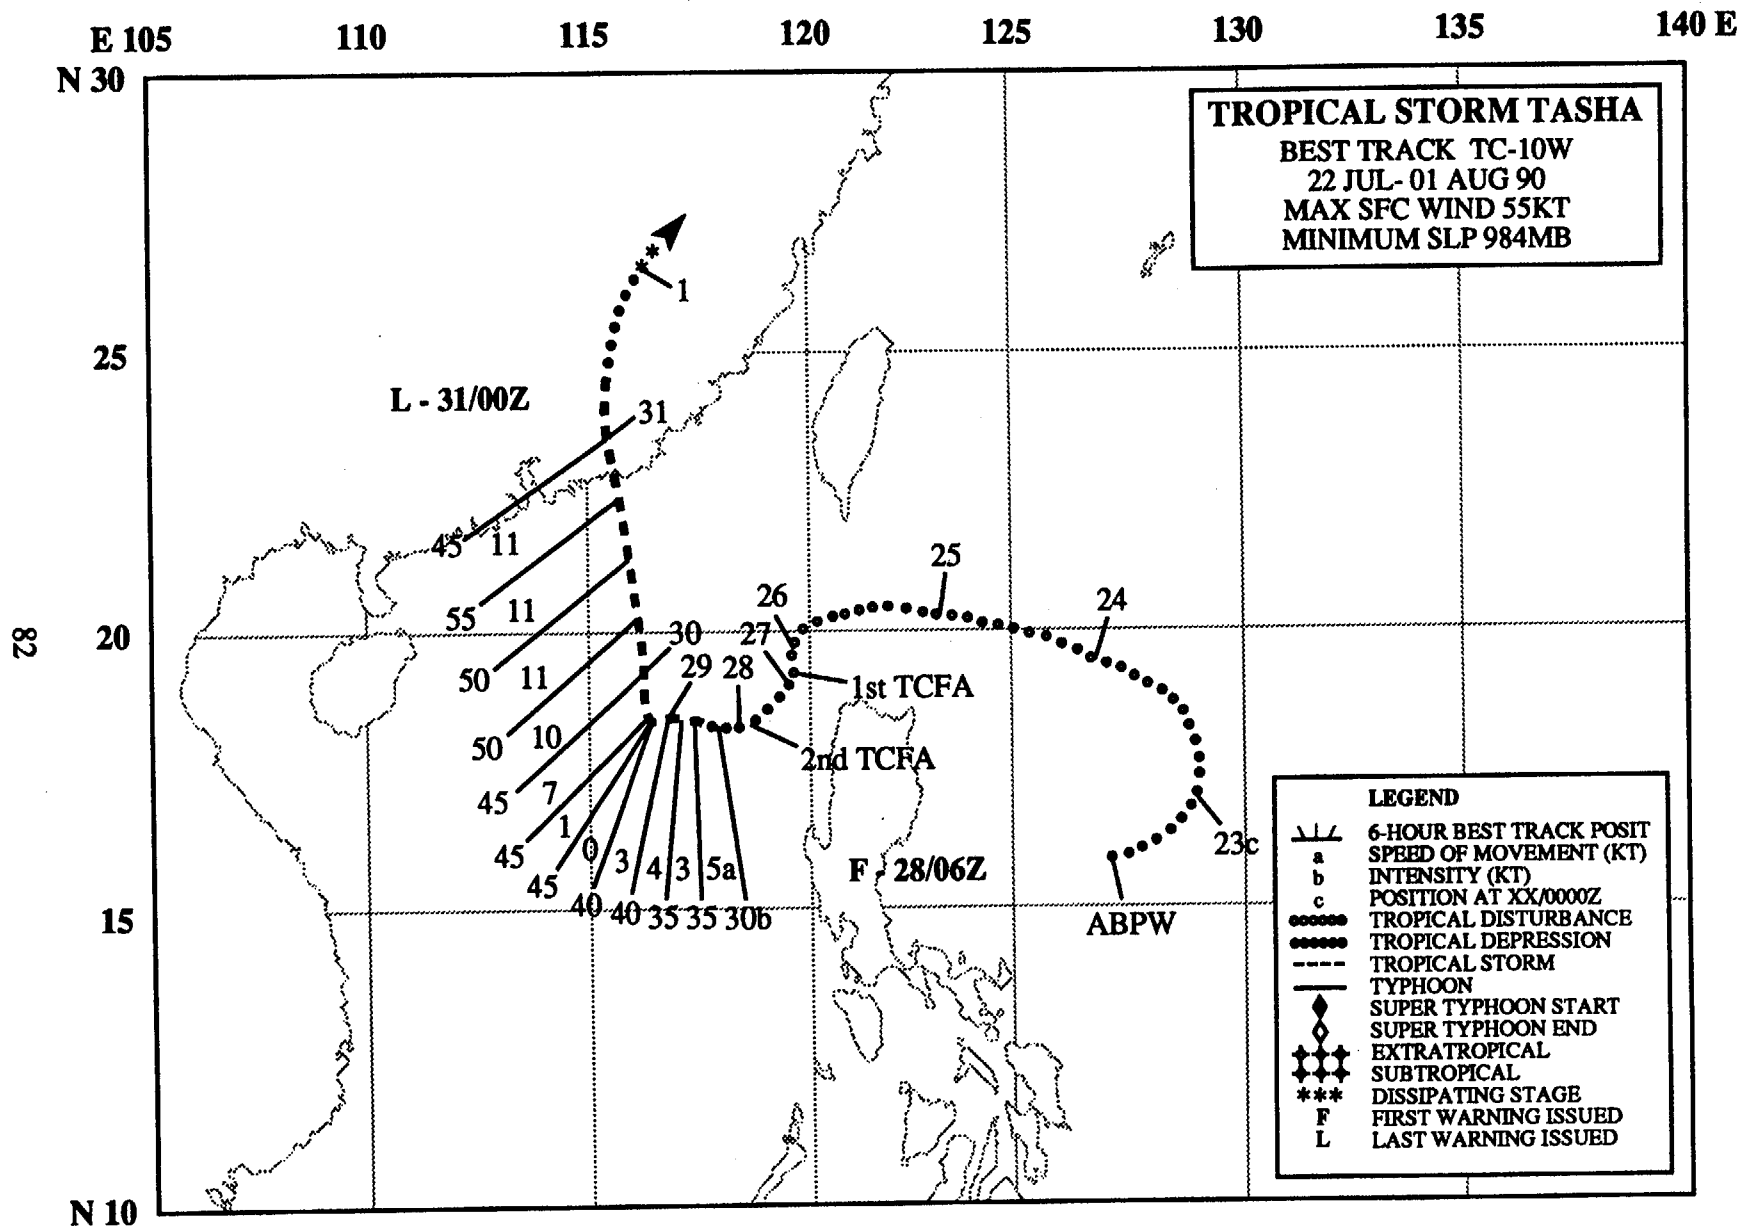 E 105 110 115 120 125 130 135 140 E
N 30
TROPICAL STORM TASHA
BEST TRACK TC-10W
22 JUL- 01 AUG 90
MAX SFC WIND 55KT
MINIMUM SLP 984MB
1
25
L - 31/00Z
31
45 11
25
26
24
55 11
82
20
27
30
29 28
50 11
1st TCFA
50 10
2nd TCFA
45 7
1
45
0
3 4 3 5a
F - 28/06Z
23c
45
40 40 35 35 30b
15
ABPW
LEGEND
6-HOUR BEST TRACK POSIT
a SPEED OF MOVEMENT (KT)
b INTENSITY (KT)
c POSITION AT XX/0000Z
TROPICAL DISTURBANCE
TROPICAL DEPRESSION
TROPICAL STORM
TYPHOON
SUPER TYPHOON START
SUPER TYPHOON END
EXTRATROPICAL
SUBTROPICAL
*** DISSIPATING STAGE
F FIRST WARNING ISSUED
L LAST WARNING ISSUED
N 10